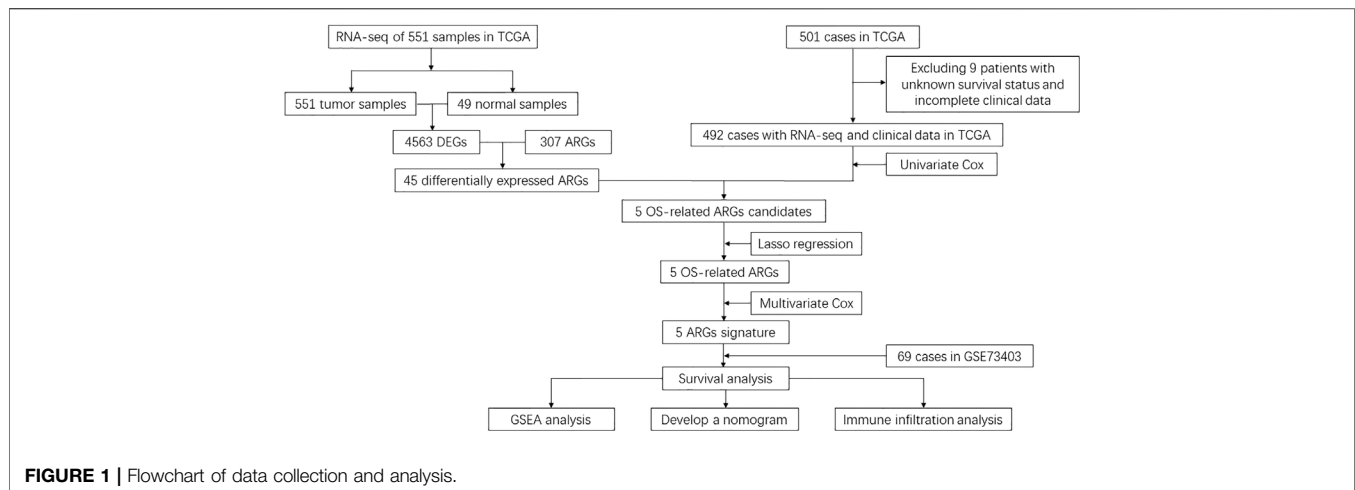 RNA-seq of 551 samples in TCGA
501 cases in TCGA
Excluding 9 patients with
unknown survival status and
incomplete clinical data
551 tumor samples
49 normal samples
492 cases with RNA-seq and clinical data in TCGA
4563 DEGs
307 ARGs
Univariate Cox
45 differentially expressed ARGs
5 OS-related ARGs candidates
Lasso regression
5 OS-related ARGs
Multivariate Cox
5 ARGs signature
69 cases in GSE73403
Survival analysis
GSEA analysis
Develop a nomogram
Immune infiltration analysis
FIGURE 1 | Flowchart of data collection and analysis.